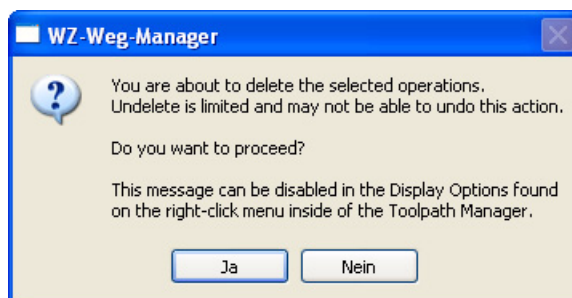 WZ-Weg-Manager
You are about to delete the selected operations.
Undelete is limited and may not be able to undo this action.
Do you want to proceed?
This message can be disabled in the Display Options found
on the right-click menu inside of the Toolpath Manager.
Ja
Nein